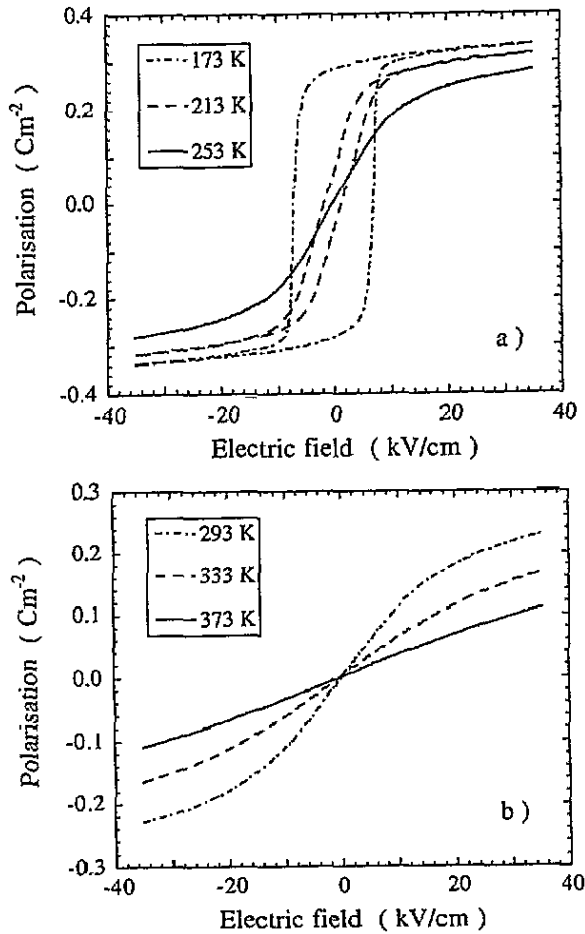 0.4
0.2
0.0
-0.2
-0.4
Polarisation ( Cm-2 )
173 K
213 K
253 K
a )
-40
-20
0
20
40
Electric field ( kV/cm )
0.3
0.2
0.1
0.0
-0.1
-0.2
-0.3
Polarisation ( Cm-2 )
293 K
333 K
373 K
b )
-40
-20
0
20
40
Electric field ( kV/cm )